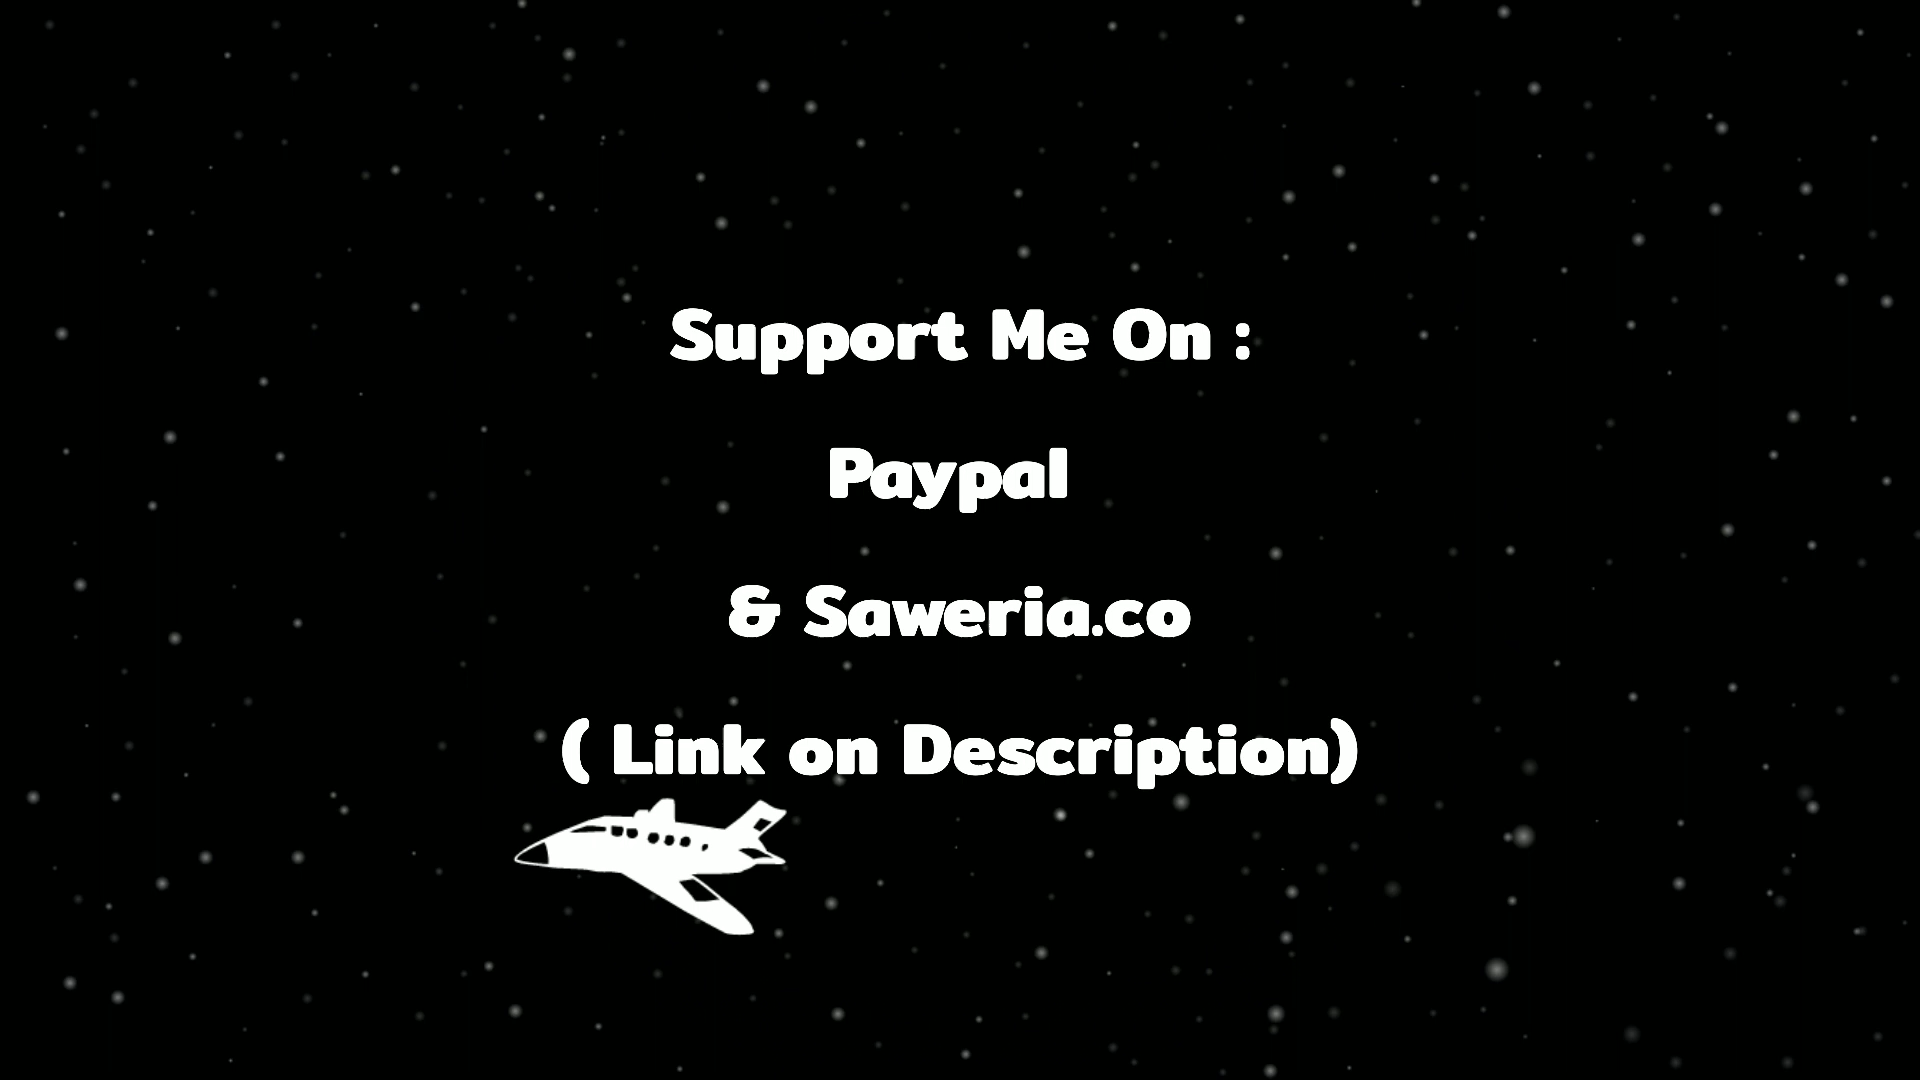 Support Me On :
Paypal
& Saweria.co
( Link on Description)